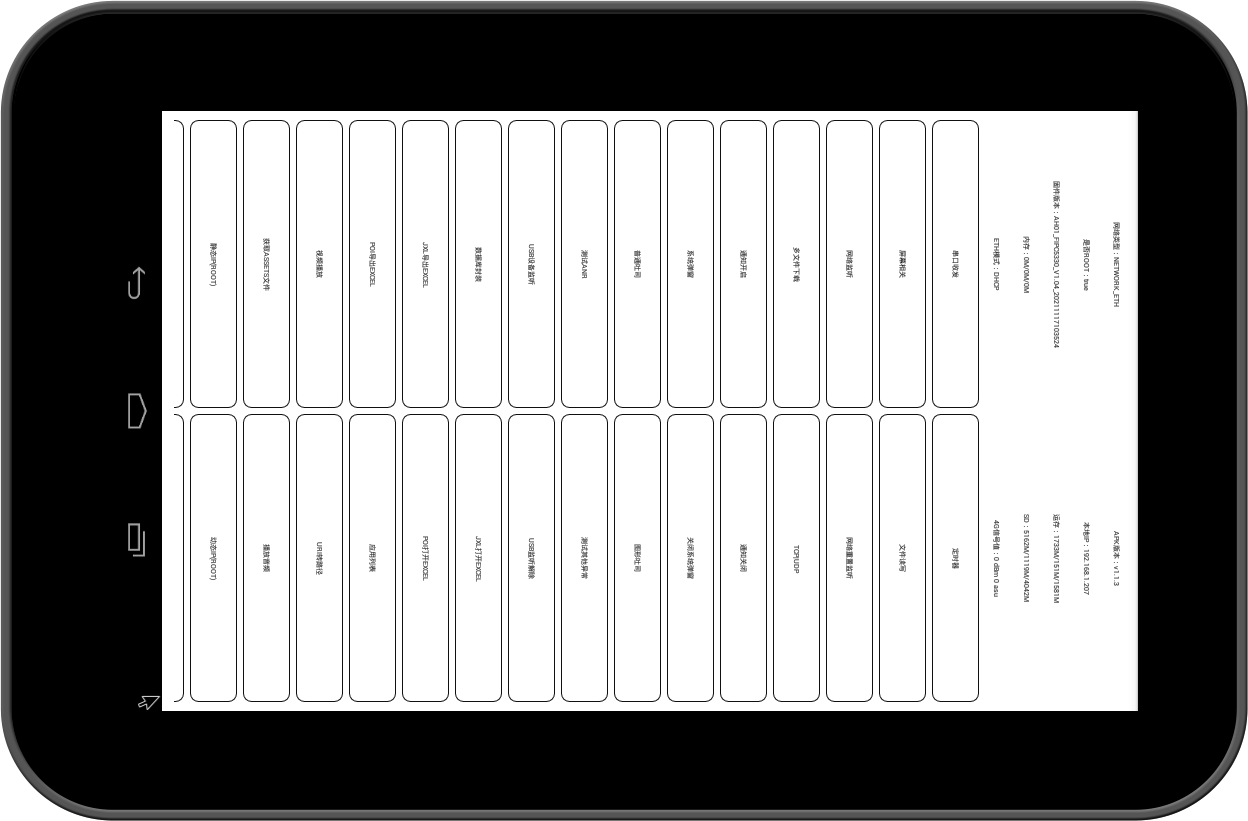 网络类型：NETWORK_ETH
APK版本：v1.1.3
是否ROOT：true
本地IP：192.168.1.207
固件版本：AH01_FIPC5330_V1.04_20211117103524
运存：1733M/151M/1581M
内存：0M/0M/0M
SD：5162M/1119M/4042M
ETH模式：DHCP
4G信号值：0 dBm 0 asu
串口收发
定时器
屏幕相关
文件读写
网络监听
网络重置监听
多文件下载
TCP/UDP
通知开启
通知关闭
系统弹窗
关闭系统弹窗
普通吐司
图形吐司
测试ANR
测试其他异常
USB设备监听
USB监听解除
数据库封装
JXL打开EXCEL
JXL导出EXCEL
POI打开EXCEL
POI导出EXCEL
应用列表
视频播放
URI转路径
获取ASSETS文件
播放音频
静态IP(ROOT)
动态IP(ROOT)